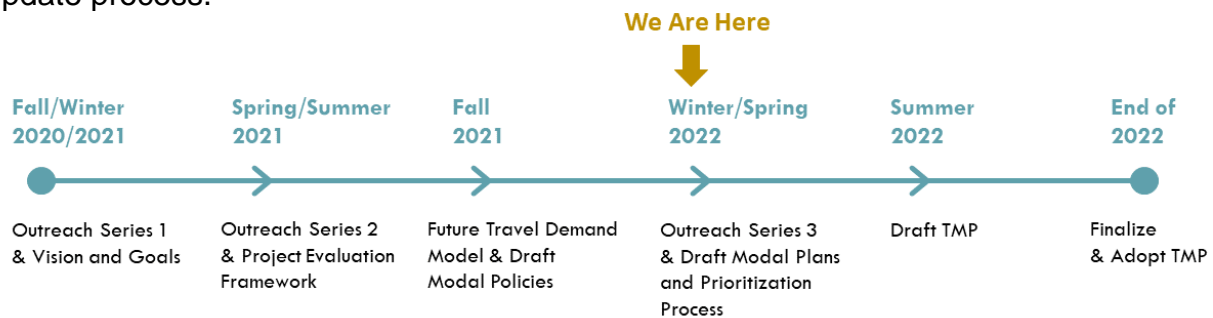 pdate process.
We Are Here
Fall/Winter
2020/2021
Spring/Summer
2021
Fall
2021
Winter/Spring
2022
Summer
2022
End of
2022
Outreach Series 1
& Vision and Goals
Outreach Series 2
& Project Evaluation
Framework
Future Travel Demand
Model & Draft
Modal Policies
Outreach Series 3
& Draft Modal Plans
and Prioritization
Process
Draft TMP
Finalize
& Adopt TMP